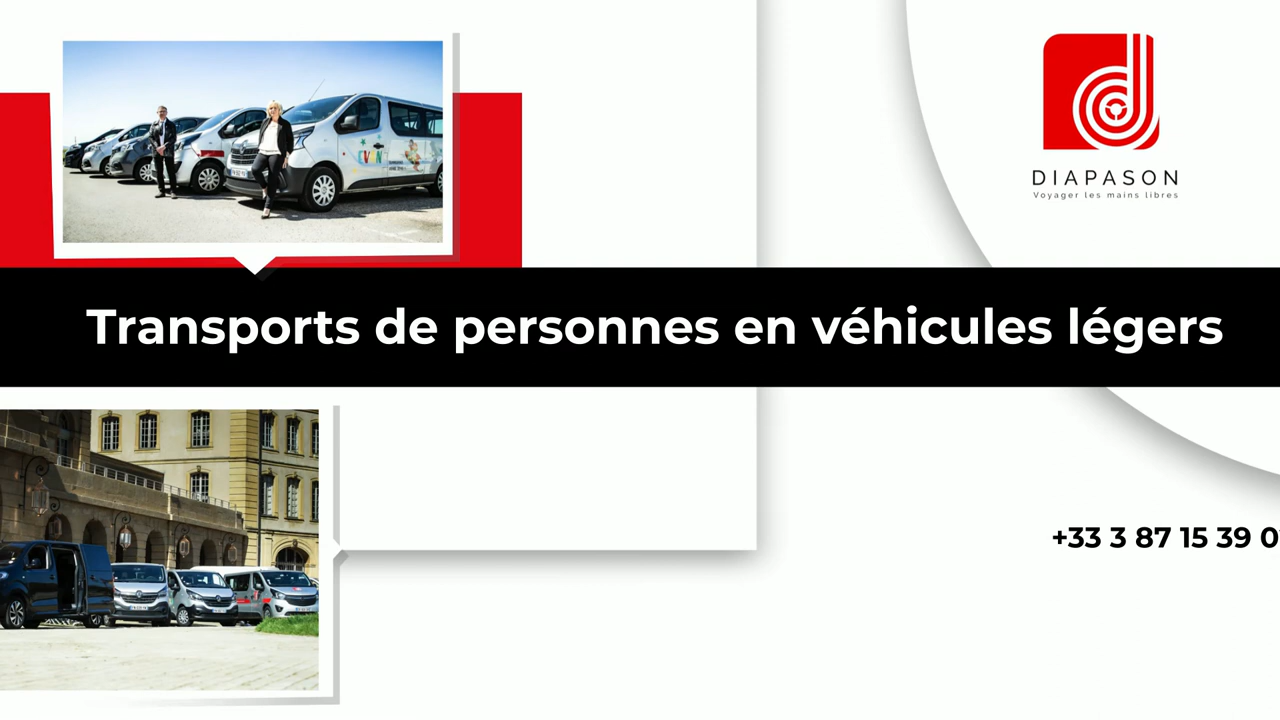 DIAPASON
Voyager les mains libres
Transports de personnes en véhicules légers
+33 3 87 15 39 0